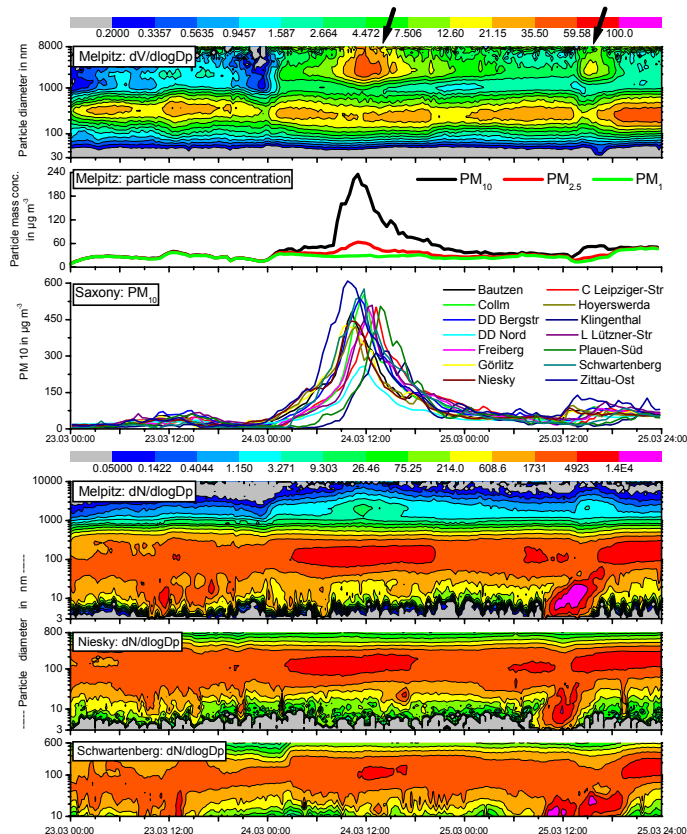 0.2000 0.3357 0.5635 0.9457 1.587 2.664 4.472 7.506 12.60 21.15 35.50 59.58 100.0
Melpitz: dV/dlogDp
Particle diameter in nm
8000
1000
100
30
Melpitz: particle mass concentration
PM10 PM2.5 PM1
Particle mass conc. in µg m-3
240
180
120
60
0
Saxony: PM10
PM 10 in µg m-3
600
450
300
150
0
Bautzen C Leipziger-Str
Collm Hoyerswerda
DD Bergstr Klingenthal
DD Nord L Lützner-Str
Freiberg Plauen-Süd
Görlitz Schwartenberg
Niesky Zittau-Ost
23.03 00:00 23.03 12:00 24.03 00:00 24.03 12:00 25.03 00:00 25.03 12:00 25.03 24:00
0.05000 0.1422 0.4044 1.150 3.271 9.303 26.46 75.25 214.0 608.6 1731 4923 1.4E4
Melpitz: dN/dlogDp
10000
1000
100
10
3
----- Particle diameter in nm -----
Niesky: dN/dlogDp
800
100
10
3
Schwartenberg: dN/dlogDp
600
100
10
23.03 00:00 23.03 12:00 24.03 00:00 24.03 12:00 25.03 00:00 25.03 12:00 25.03 24:00